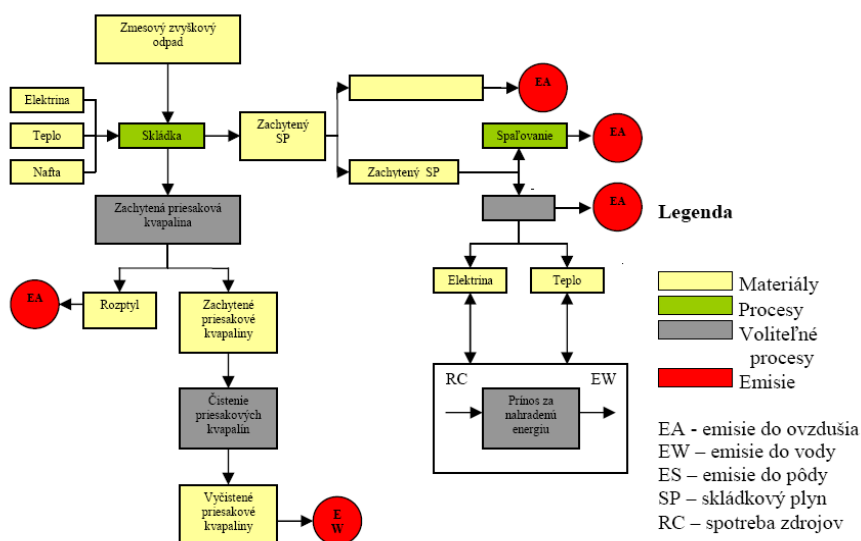 Zmesový zvyškový
odpad
Elektrina
Teplo
Nafta
Skládka
Zachytený
SP
EA
Zachytený SP
Spaľovanie
EA
EA
Zachytená priesaková
kvapalina
EA
Rozptyl
Zachytené
priesakové
kvapaliny
Elektrina
Teplo
Čistenie
priesakových
kvapalín
RC
EW
Prínos za
nahradenú
energiu
Vyčistené
priesakové
kvapaliny
E
W
Legenda
Materiály
Procesy
Voliteľné
procesy
Emisie
EA - emisie do ovzdušia
EW – emisie do vody
ES – emisie do pôdy
SP – skládkový plyn
RC – spotreba zdrojov